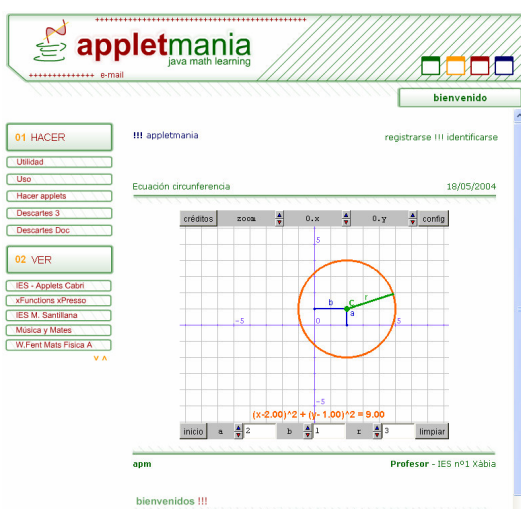 ++++++++++++++++++++++++++++++++++++++++++++
appletmania
java math learning
++++++++++++++ e-mail
bienvenido
01 HACER
Utilidad
Uso
Hacer applets
Descartes 3
Descartes Doc
02 VER
IES - Applets Cabri
xFunctions xPresso
IES M. Santillana
Música y Mates
W.Fent Mats Física A
!!! appletmania
registrarse !!! identificarse
Ecuación circunferencia 18/05/2004
créditos zoom 0.x 0.y config
5
b C r
a
-5 0 5
-5
(x-2.00)^2 + (y- 1.00)^2 = 9.00
inicio a 2 b 1 r 3 limpiar
apm Profesor - IES nº1 Xàbia
bienvenidos !!!